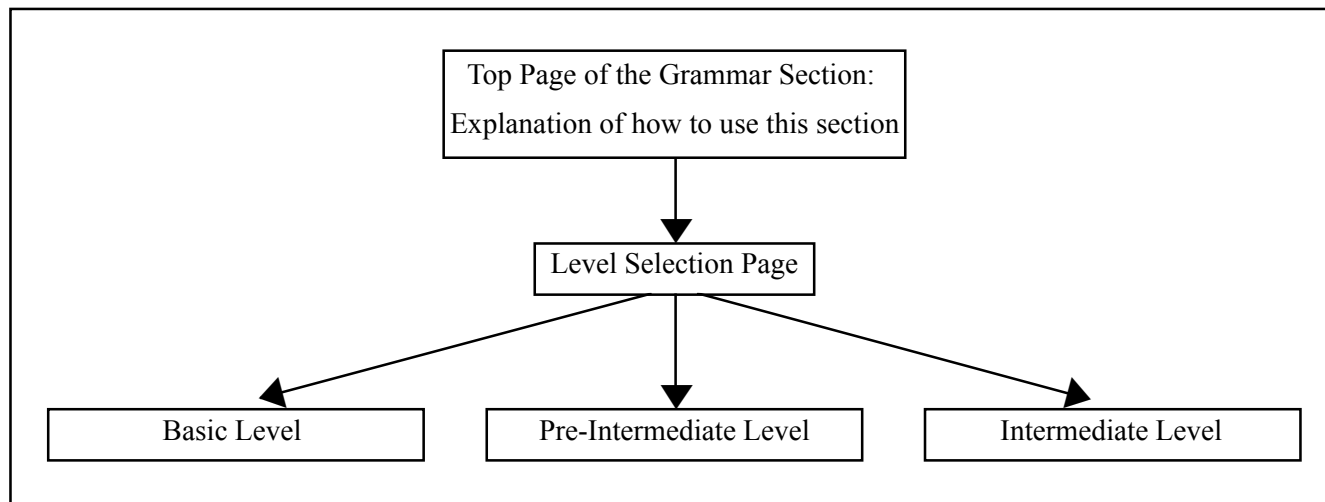 Top Page of the Grammar Section:
Explanation of how to use this section
Level Selection Page
Basic Level
Pre-Intermediate Level
Intermediate Level